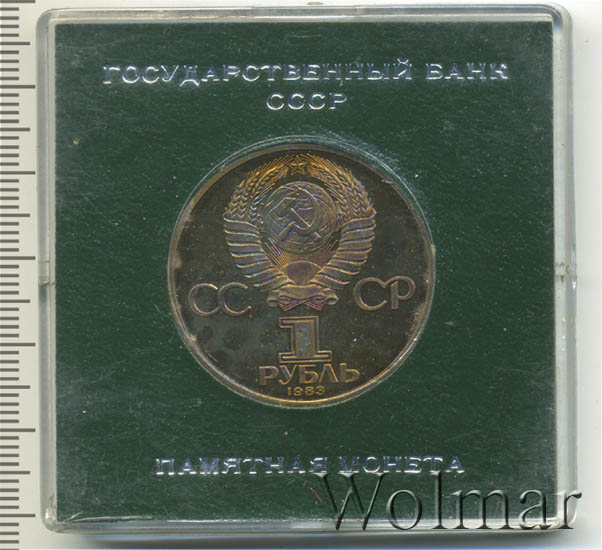 ГОСУДАРСТВЕННЫЙ БАНК
СССР
СС СР
1
РУБЛЬ
1983
ПАМЯТНАЯ МОНЕТА
Wolmar